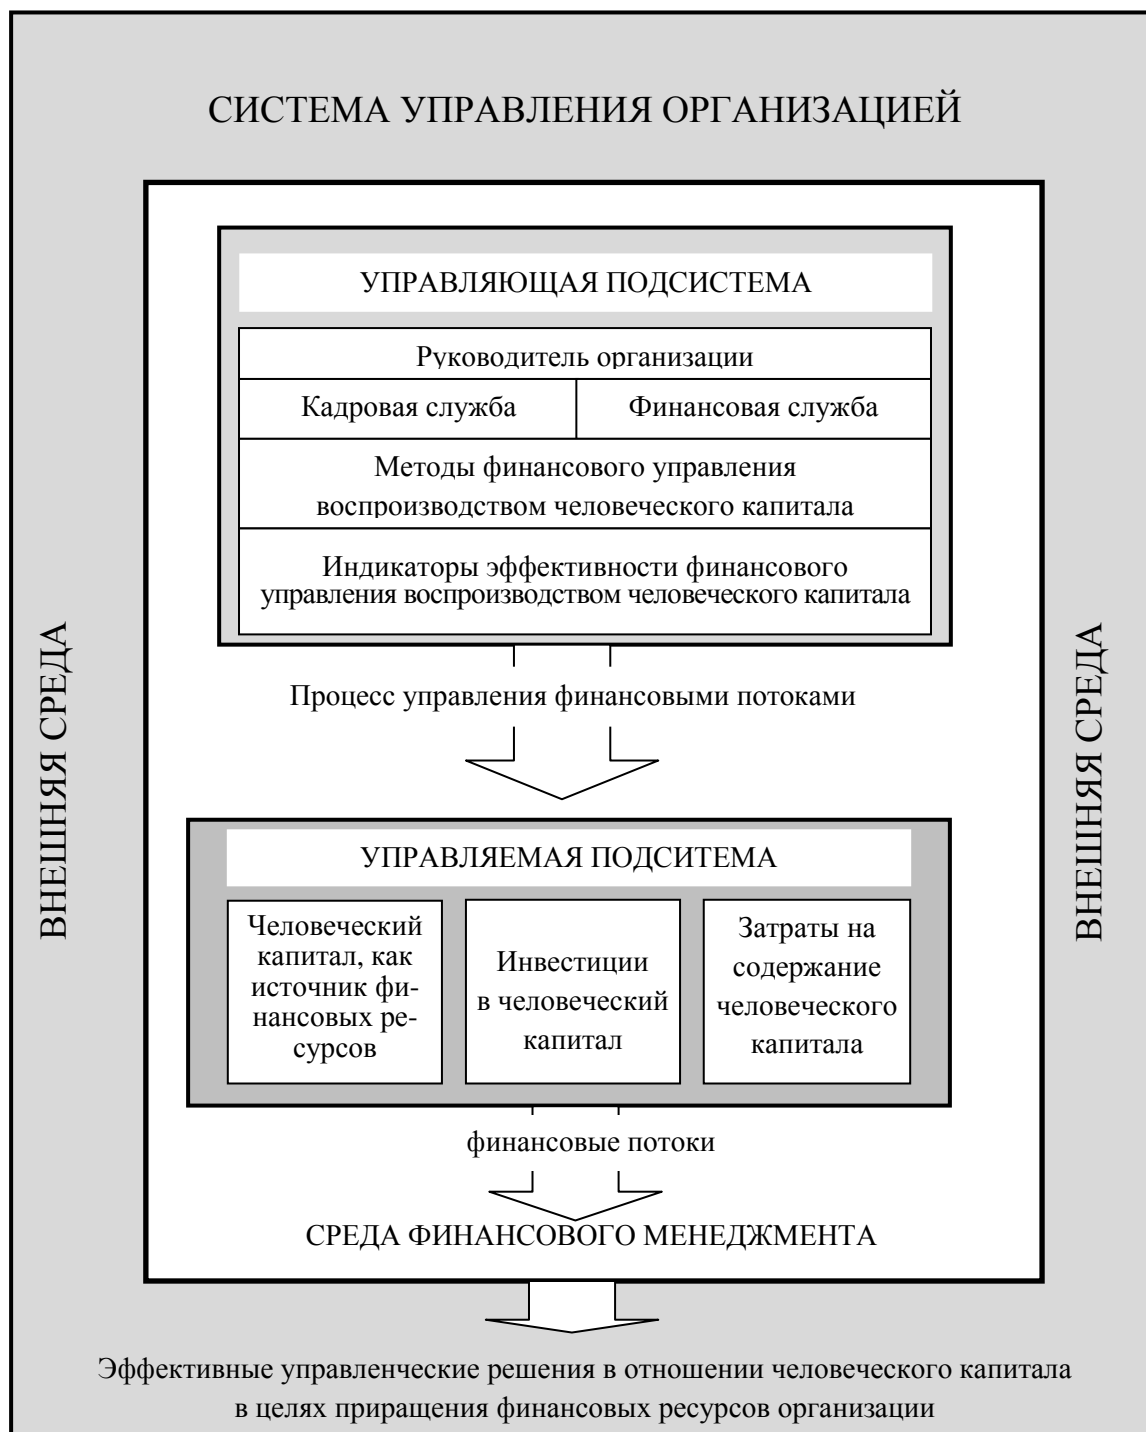 СИСТЕМА УПРАВЛЕНИЯ ОРГАНИЗАЦИЕЙ
УПРАВЛЯЮЩАЯ ПОДСИСТЕМА
Руководитель организации
Кадровая служба
Финансовая служба
Методы финансового управления
воспроизводством человеческого капитала
Индикаторы эффективности финансового
управления воспроизводством человеческого капитала
Процесс управления финансовыми потоками
ВНЕШНЯЯ СРЕДА
ВНЕШНЯЯ СРЕДА
УПРАВЛЯЕМАЯ ПОДСИТЕМА
Человеческий
капитал, как
источник фи-
нансовых ре-
сурсов
Инвестиции
в человеческий
капитал
Затраты на
содержание
человеческого
капитала
финансовые потоки
СРЕДА ФИНАНСОВОГО МЕНЕДЖМЕНТА
Эффективные управленческие решения в отношении человеческого капитала
в целях приращения финансовых ресурсов организации